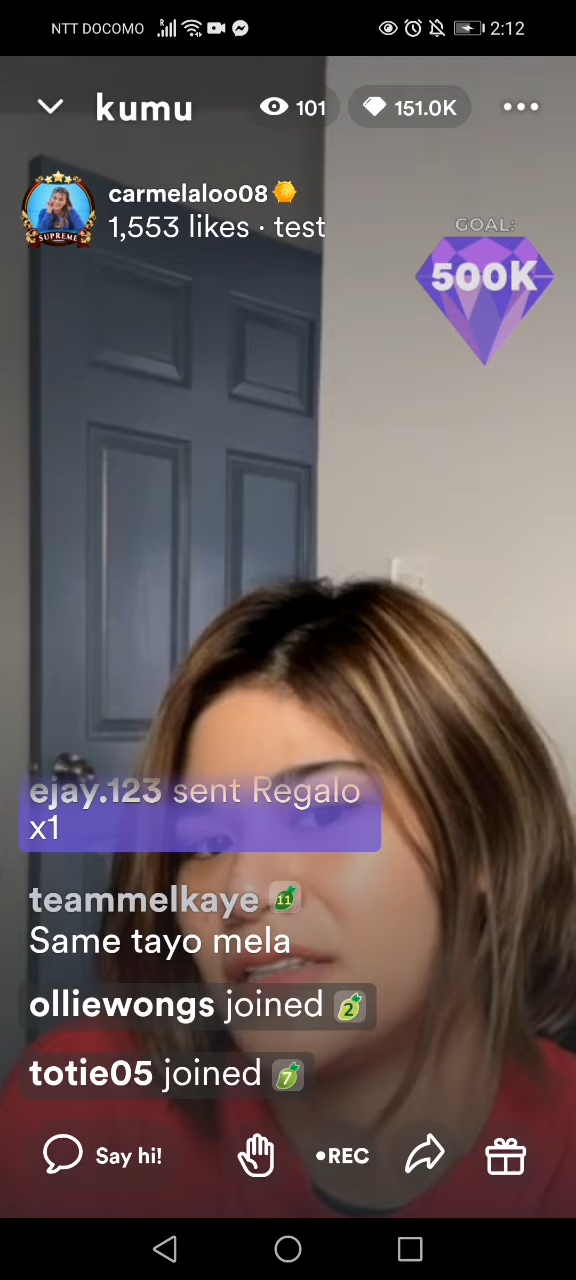 NTT DOCOMO
2:12
kumu
101
151.0K
carmelaloo08
1,553 likes · test
SUPREME
GOAL:
500K
ejay.123 sent Regalo
x1
teammelkaye 11
Same tayo mela
olliewongs joined 2
totie05 joined 7
Say hi!
•REC